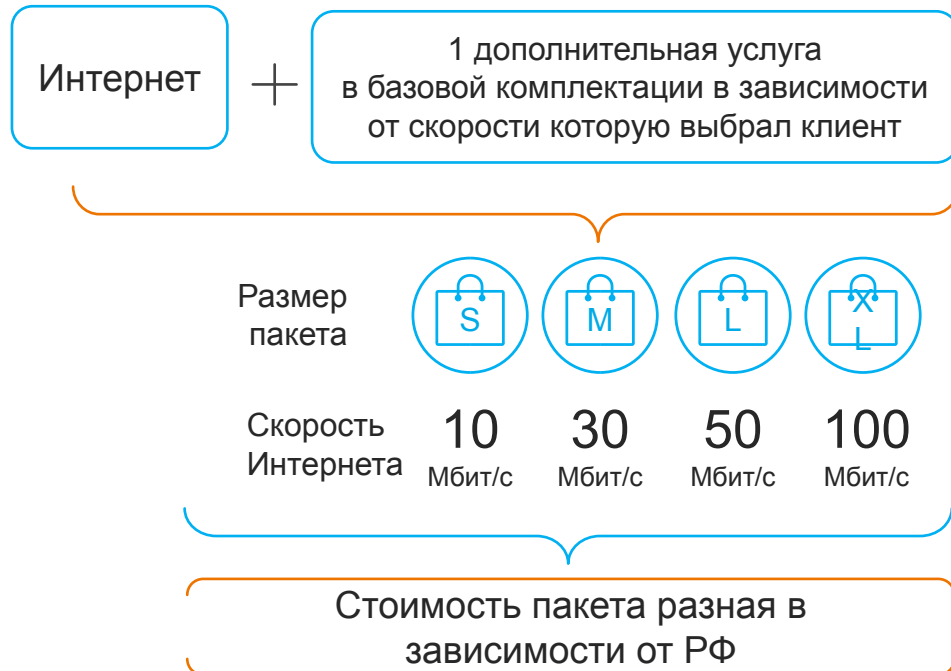 Интернет
1 дополнительная услуга
в базовой комплектации в зависимости
от скорости которую выбрал клиент
Размер
пакета
S
M
L
X
L
Скорость
Интернета
10
30
50
100
Мбит/с
Мбит/с
Мбит/с
Мбит/с
Стоимость пакета разная в
зависимости от РФ